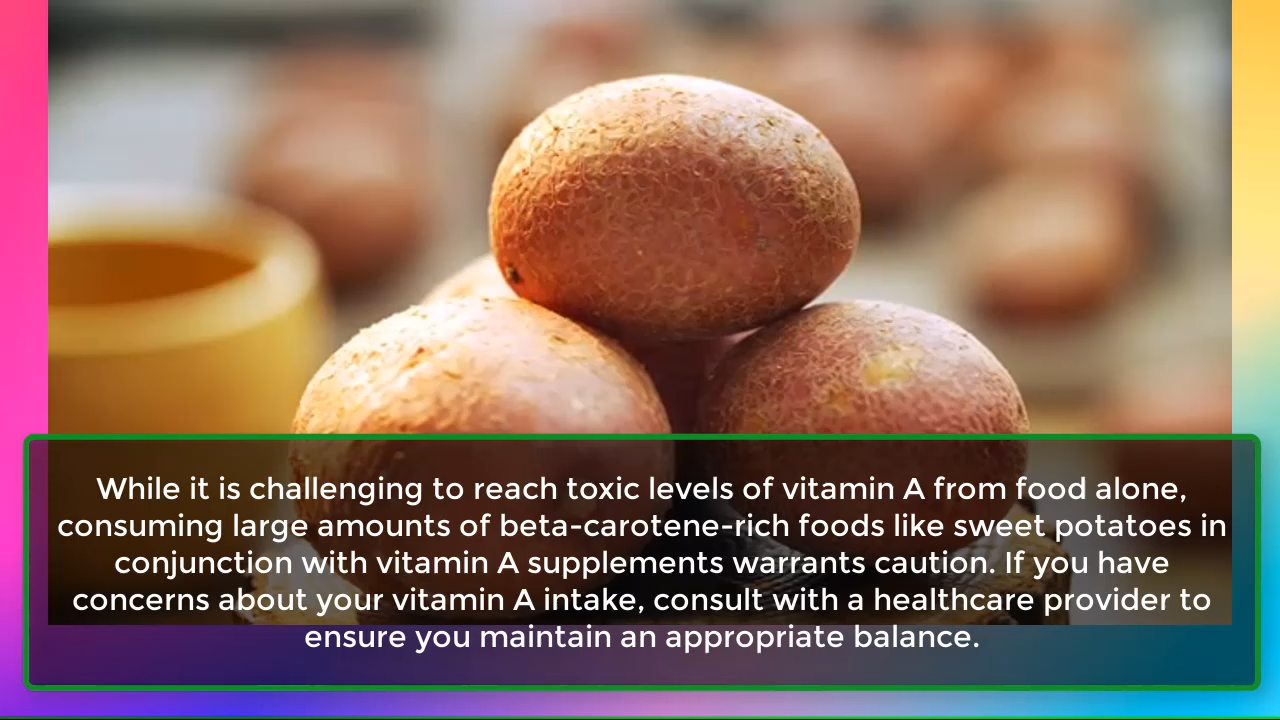 While it is challenging to reach toxic levels of vitamin A from food alone,
consuming large amounts of beta-carotene-rich foods like sweet potatoes in
conjunction with vitamin A supplements warrants caution. If you have
concerns about your vitamin A intake, consult with a healthcare provider to
ensure you maintain an appropriate balance.